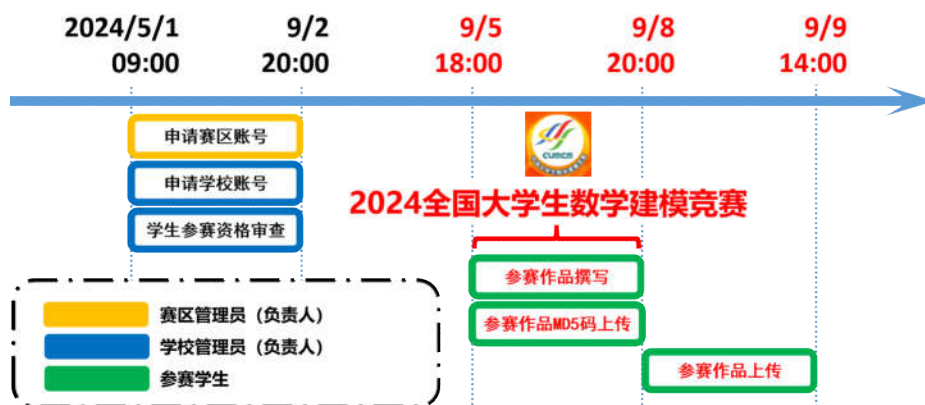 2024/5/1
09:00
9/2
20:00
9/5
18:00
9/8
20:00
9/9
14:00
申请赛区账号
申请学校账号
学生参赛资格审查
CUMCM
2024全国大学生数学建模竞赛
参赛作品撰写
参赛作品MD5码上传
参赛作品上传
赛区管理员（负责人）
学校管理员（负责人）
参赛学生